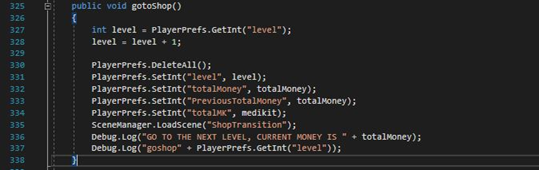 325 public void gotoShop()
326 {
327 int level = PlayerPrefs.GetInt("level");
328 level = level + 1;
329
330 PlayerPrefs.DeleteAll();
331 PlayerPrefs.SetInt("level", level);
332 PlayerPrefs.SetInt("totalMoney", totalMoney);
333 PlayerPrefs.SetInt("PreviousTotalMoney", totalMoney);
334 PlayerPrefs.SetInt("totalMK", medikit);
335 SceneManager.LoadScene("ShopTransition");
336 Debug.Log("GO TO THE NEXT LEVEL, CURRENT MONEY IS " + totalMoney);
337 Debug.Log("goshop" + PlayerPrefs.GetInt("level"));
338 }